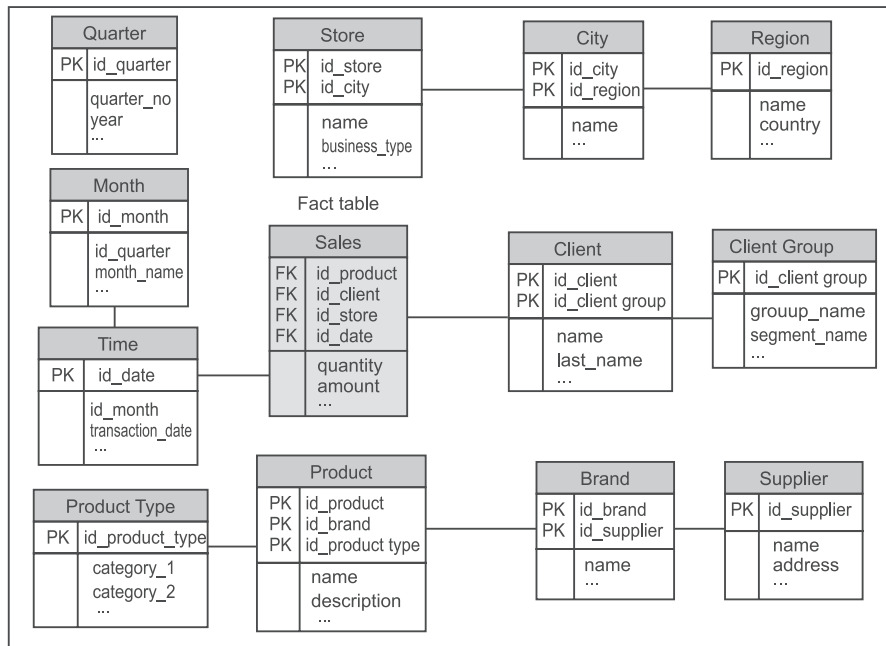 Quarter
PK id_quarter
quarter_no
year
...
Store
PK id_store
PK id_city
name
business_type
...
City
PK id_city
PK id_region
name
...
Region
PK id_region
name
country
...
Month
PK id_month
id_quarter
month_name
...
Fact table
Sales
FK id_product
FK id_client
FK id_store
FK id_date
quantity
amount
...
Client
PK id_client
PK id_client group
name
last_name
...
Client Group
PK id_client group
grouup_name
segment_name
...
Time
PK id_date
id_month
transaction_date
...
Product Type
PK id_product_type
category_1
category_2
...
Product
PK id_product
PK id_brand
PK id_product type
name
description
...
Brand
PK id_brand
PK id_supplier
name
...
Supplier
PK id_supplier
name
address
...